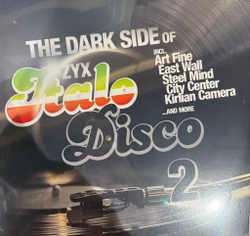 THE DARK SIDE OF
ZYX
Italo
Disco
2
INCL.
Art Fine
East Wall
Steel Mind
City Center
Kirlian Camera
...AND MORE